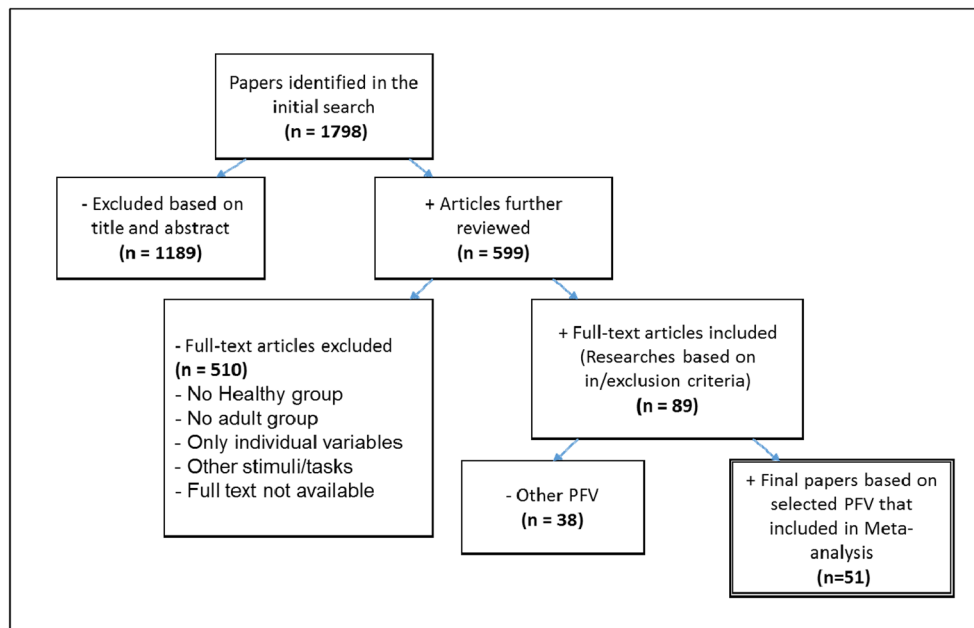 Papers identified in the
initial search
(n = 1798)
- Excluded based on
title and abstract
(n = 1189)
+ Articles further
reviewed
(n = 599)
- Full-text articles excluded
(n = 510)
- No Healthy group
- No adult group
- Only individual variables
- Other stimuli/tasks
- Full text not available
+ Full-text articles included
(Researches based on
in/exclusion criteria)
(n = 89)
- Other PFV
(n = 38)
+ Final papers based on
selected PFV that
included in Meta-
analysis
(n=51)